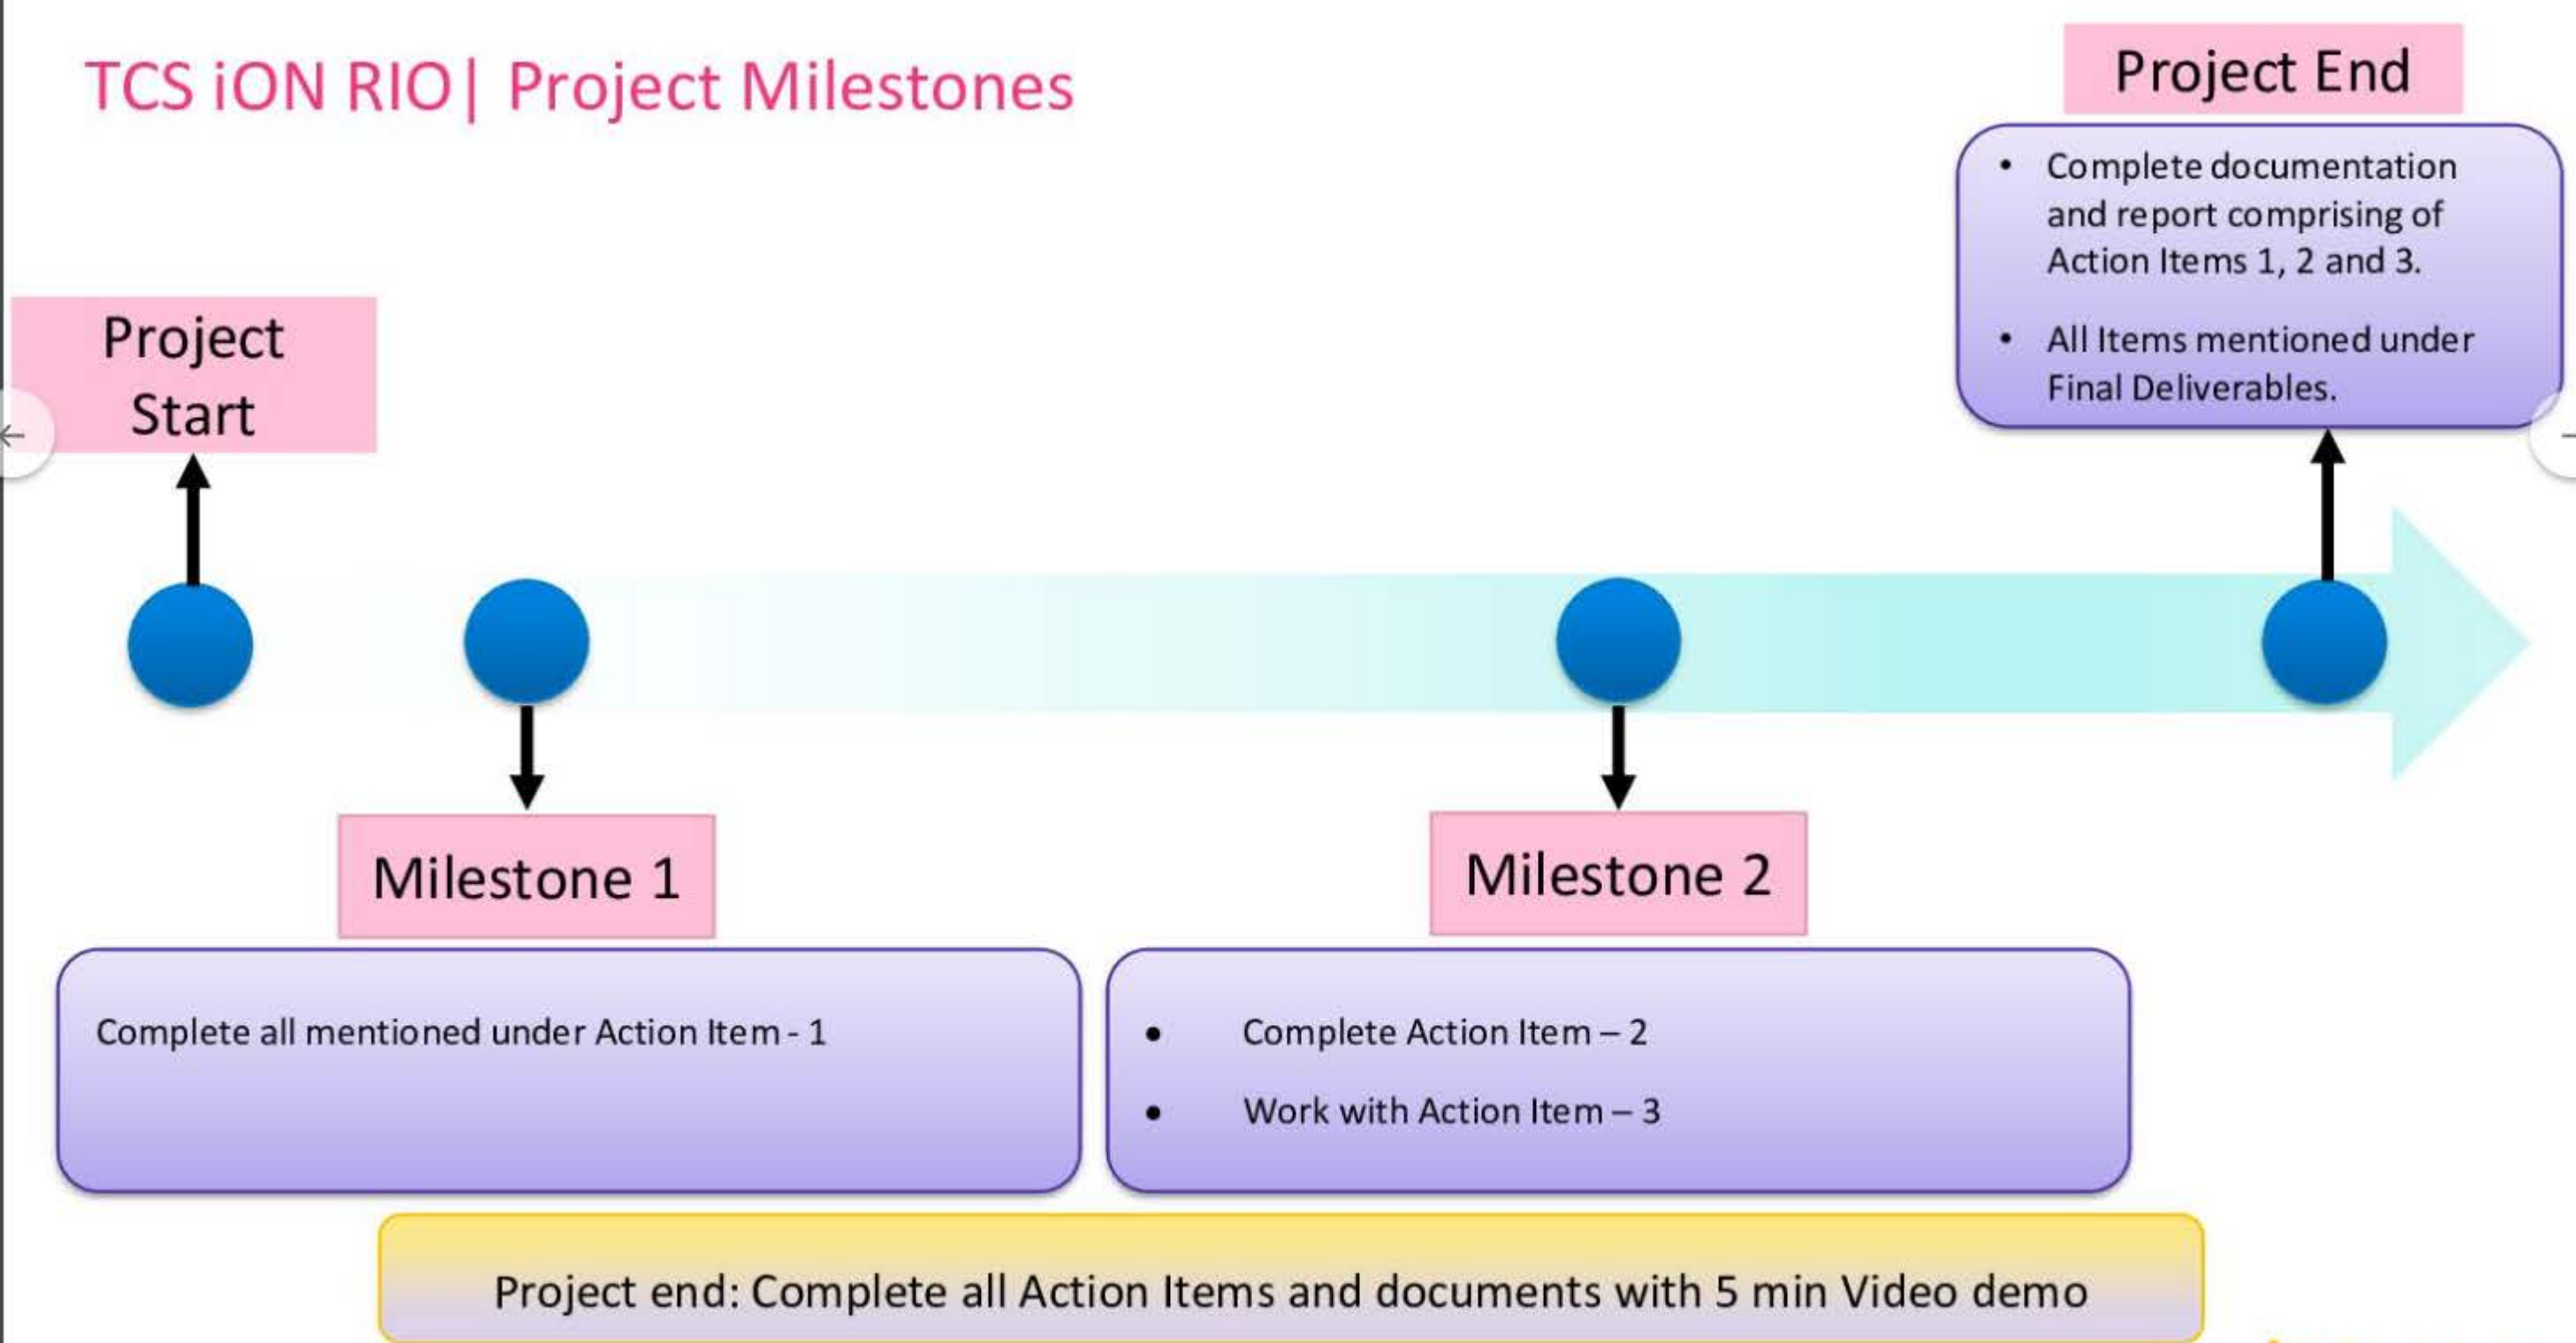 TCS iON RIO| Project Milestones
Project End
• Complete documentation
and report comprising of
Action Items 1, 2 and 3.
• All Items mentioned under
Final Deliverables.
Project
Start
Milestone 1
Milestone 2
Complete all mentioned under Action Item - 1
• Complete Action Item – 2
• Work with Action Item – 3
Project end: Complete all Action Items and documents with 5 min Video demo